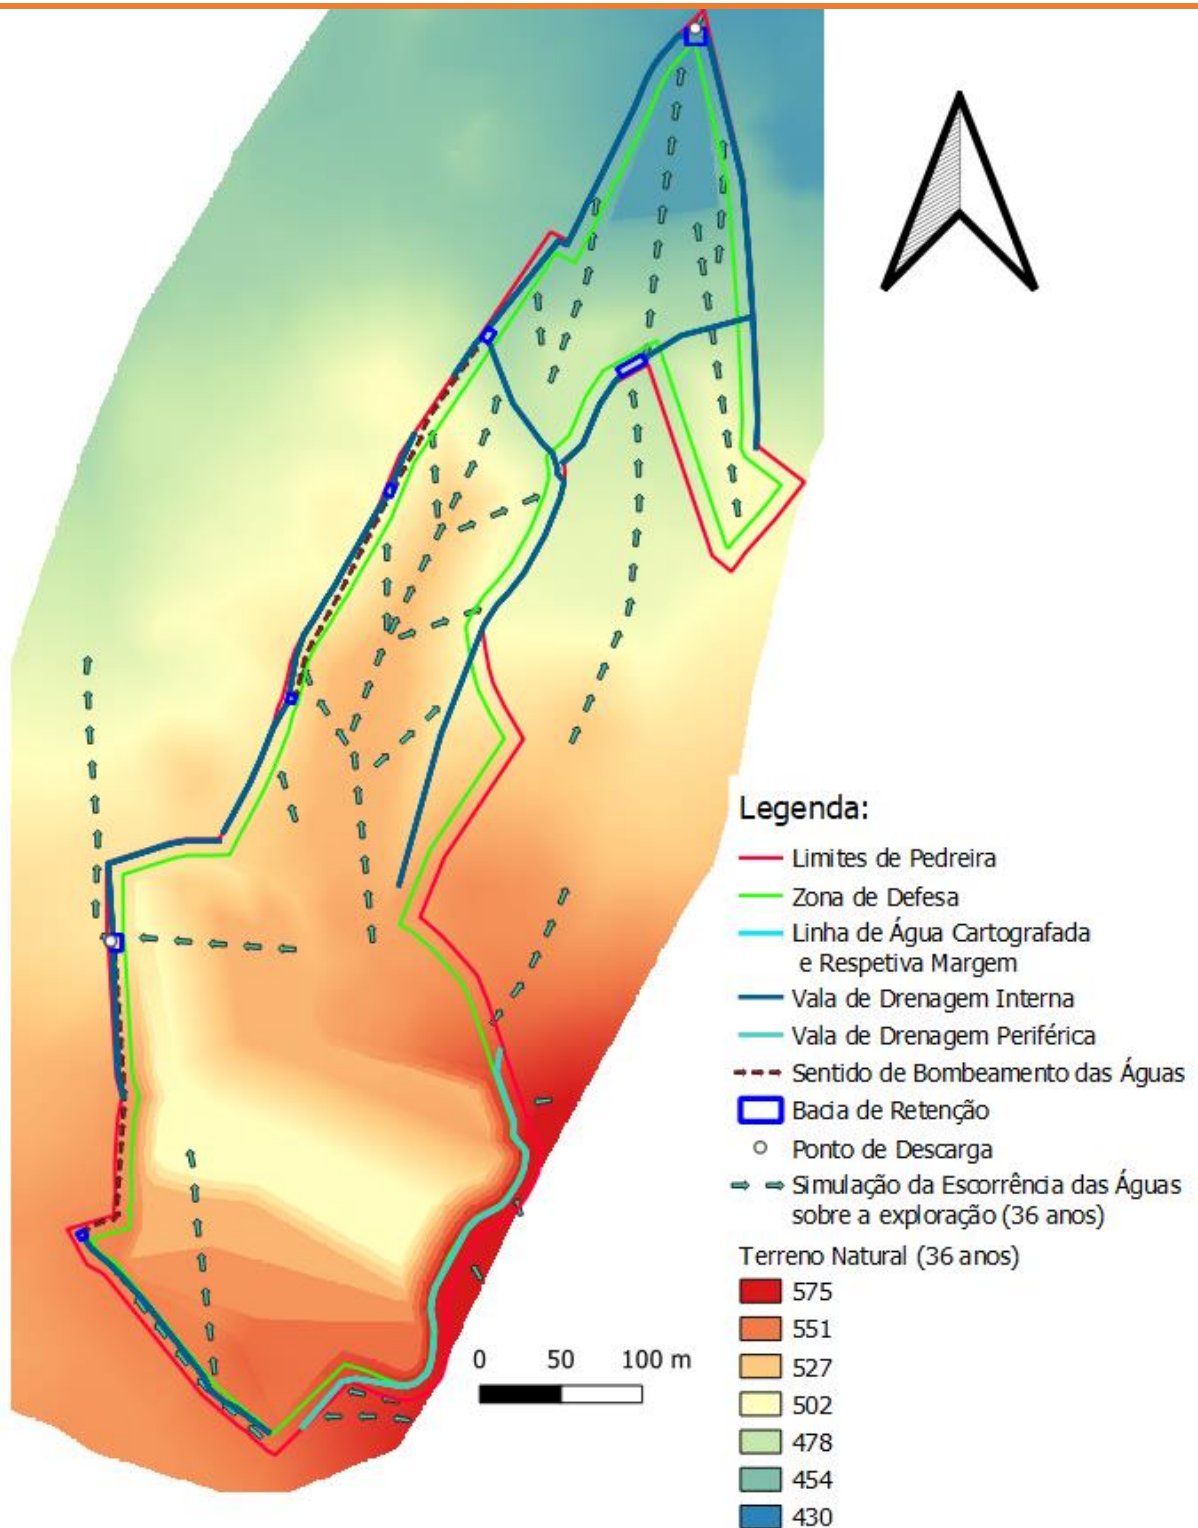 Legenda:
Limites de Pedreira
Zona de Defesa
Linha de Água Cartografada
e Respetiva Margem
Vala de Drenagem Interna
Vala de Drenagem Periférica
Sentido de Bombeamento das Águas
Bacia de Retenção
Ponto de Descarga
Simulação da Escorrência das Águas
sobre a exploração (36 anos)
Terreno Natural (36 anos)
575
551
527
502
478
454
430
0 50 100 m